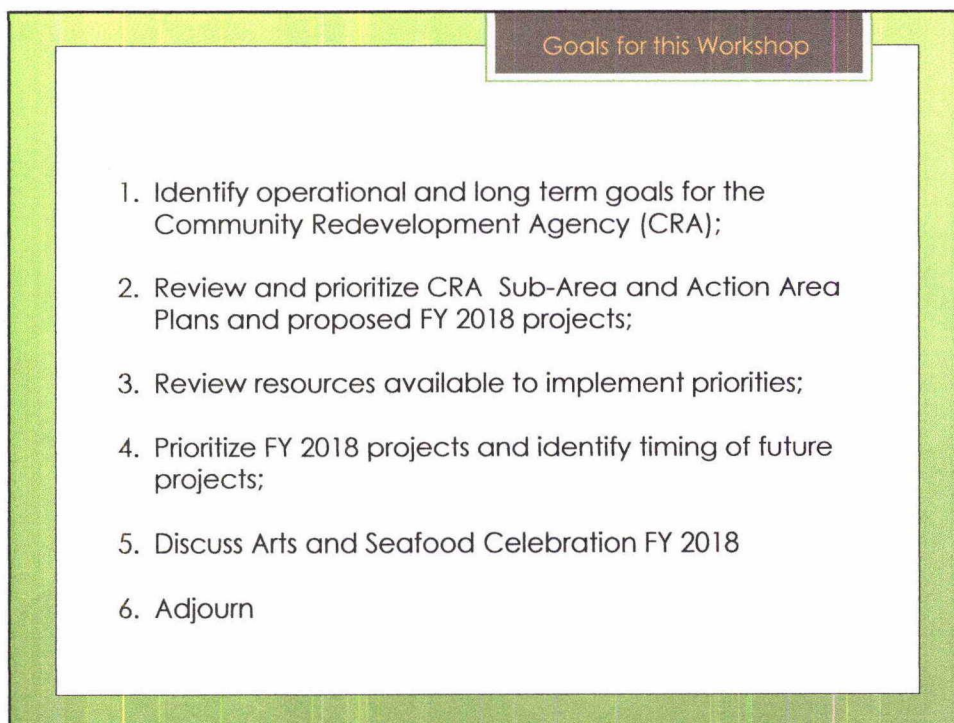 Goals for this Workshop
1. Identify operational and long term goals for the
Community Redevelopment Agency (CRA);
2. Review and prioritize CRA Sub-Area and Action Area
Plans and proposed FY 2018 projects;
3. Review resources available to implement priorities;
4. Prioritize FY 2018 projects and identify timing of future
projects;
5. Discuss Arts and Seafood Celebration FY 2018
6. Adjourn